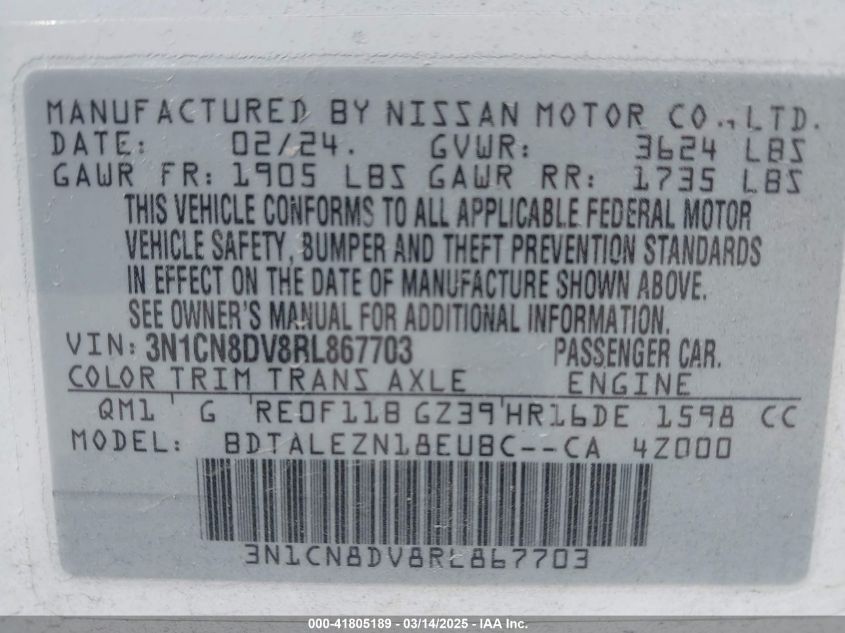 MANUFACTURED BY NISSAN MOTOR CO., LTD.
DATE: 02/24. GVWR: 3624 LBS
GAWR FR: 1905 LBS GAWR RR: 1735 LBS
THIS VEHICLE CONFORMS TO ALL APPLICABLE FEDERAL MOTOR
VEHICLE SAFETY, BUMPER AND THEFT PREVENTION STANDARDS
IN EFFECT ON THE DATE OF MANUFACTURE SHOWN ABOVE.
SEE OWNER'S MANUAL FOR ADDITIONAL INFORMATION.
VIN: 3N1CN8DV8RL867703 PASSENGER CAR.
COLOR TRIM TRANS AXLE ENGINE
QM1 G RE0F11B GZ39 HR16DE 1598 CC
MODEL: BDTALEZN18EUBC--CA 4Z000
3N1CN8DV8RL867703
000-41805189 - 03/14/2025 - IAA Inc.